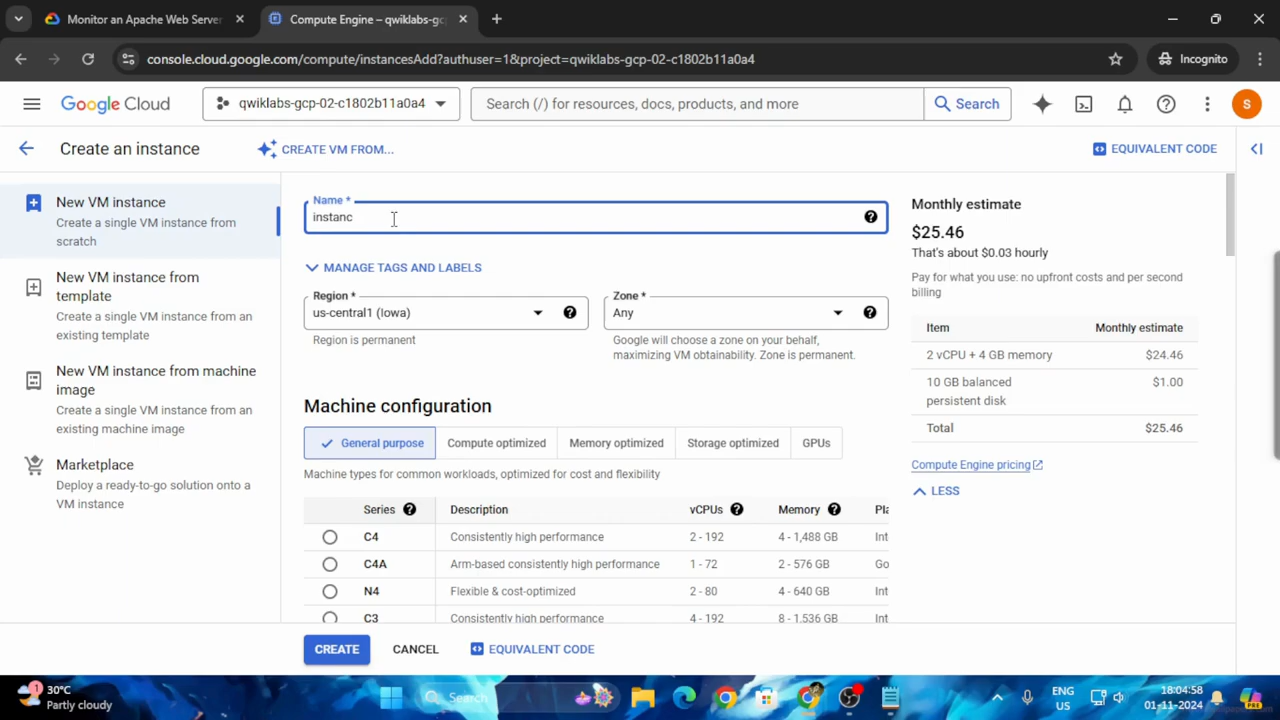 Monitor an Apache Web Server
Compute Engine – qwiklabs-gcp
console.cloud.google.com/compute/instancesAdd?authuser=1&project=qwiklabs-gcp-02-c1802b11a0a4
Incognito
Google Cloud
qwiklabs-gcp-02-c1802b11a0a4
Search (/) for resources, docs, products, and more
Search
S
Create an instance
CREATE VM FROM...
EQUIVALENT CODE
New VM instance
Create a single VM instance from
scratch
New VM instance from
template
Create a single VM instance from an
existing template
New VM instance from machine
image
Create a single VM instance from an
existing machine image
Marketplace
Deploy a ready-to-go solution onto a
VM instance
Name *
instanc
MANAGE TAGS AND LABELS
Region *
us-central1 (Iowa)
Region is permanent
Zone *
Any
Google will choose a zone on your behalf,
maximizing VM obtainability. Zone is permanent.
Machine configuration
General purpose
Compute optimized
Memory optimized
Storage optimized
GPUs
Machine types for common workloads, optimized for cost and flexibility
Series Description vCPUs Memory Pla
C4 Consistently high performance 2 - 192 4 - 1,488 GB Int
C4A Arm-based consistently high performance 1 - 72 2 - 576 GB Go
N4 Flexible & cost-optimized 2 - 80 4 - 640 GB Int
C3 Consistently high performance 4 - 192 8 - 1,536 GB Int
Monthly estimate
$25.46
That's about $0.03 hourly
Pay for what you use: no upfront costs and per second
billing
Item Monthly estimate
2 vCPU + 4 GB memory $24.46
10 GB balanced
persistent disk $1.00
Total $25.46
Compute Engine pricing
LESS
CREATE
CANCEL
EQUIVALENT CODE
1
30°C
Partly cloudy
Search
ENG
US
18:04:58
01-11-2024
PRE